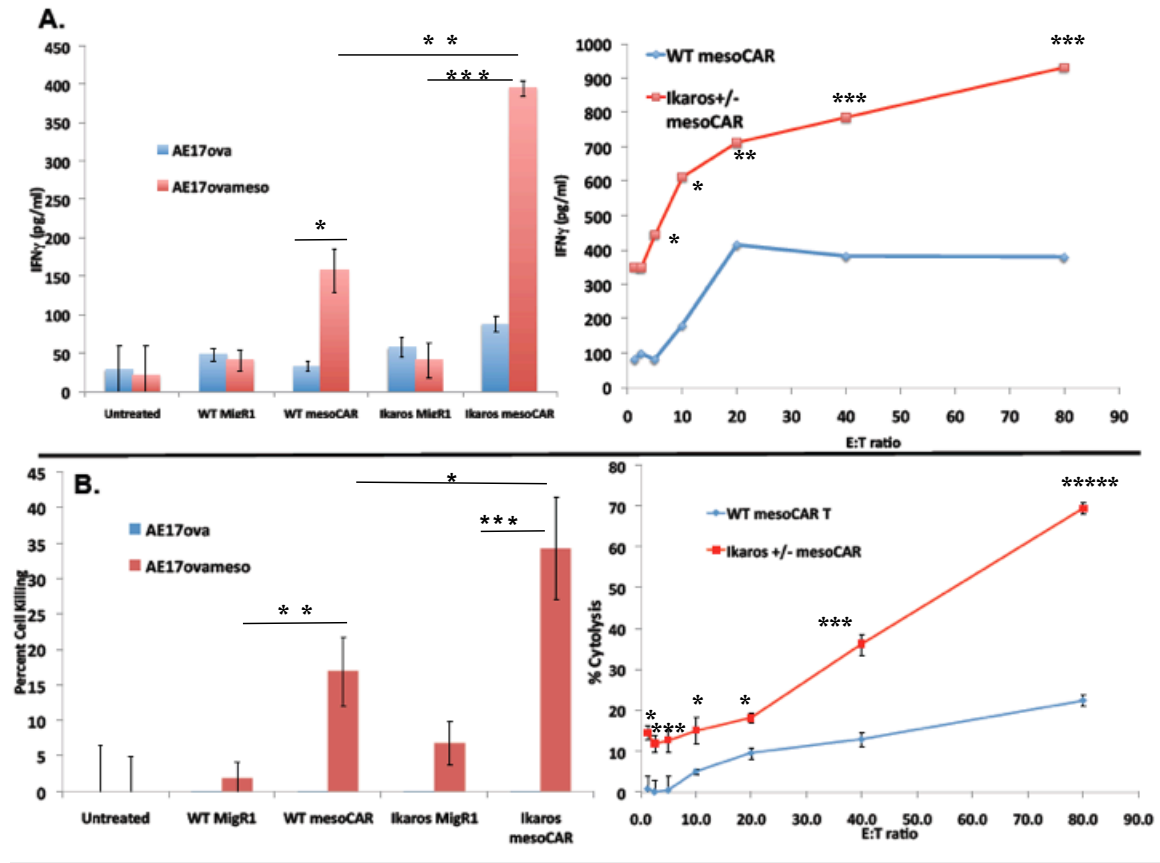 A.
450
400
350
300
250
200
150
100
50
0
IFNγ (pg/ml)
AE17ova
AE17ovameso
*
* *
***
Untreated
WT MigR1
WT mesoCAR
Ikaros MigR1
Ikaros mesoCAR
1000
900
800
700
600
500
400
300
200
100
0
IFNγ (pg/ml)
WT mesoCAR
Ikaros+/-
mesoCAR
*
*
**
***
***
0 10 20 30 40 50 60 70 80 90
E:T ratio
B.
45
40
35
30
25
20
15
10
5
0
Percent Cell Killing
AE17ova
AE17ovameso
* *
***
*
Untreated
WT MigR1
WT mesoCAR
Ikaros MigR1
Ikaros
mesoCAR
80
70
60
50
40
30
20
10
0
% Cytolysis
WT mesoCAR T
Ikaros +/- mesoCAR
*
***
*
*
***
*****
0.0 10.0 20.0 30.0 40.0 50.0 60.0 70.0 80.0 90.0
E:T ratio